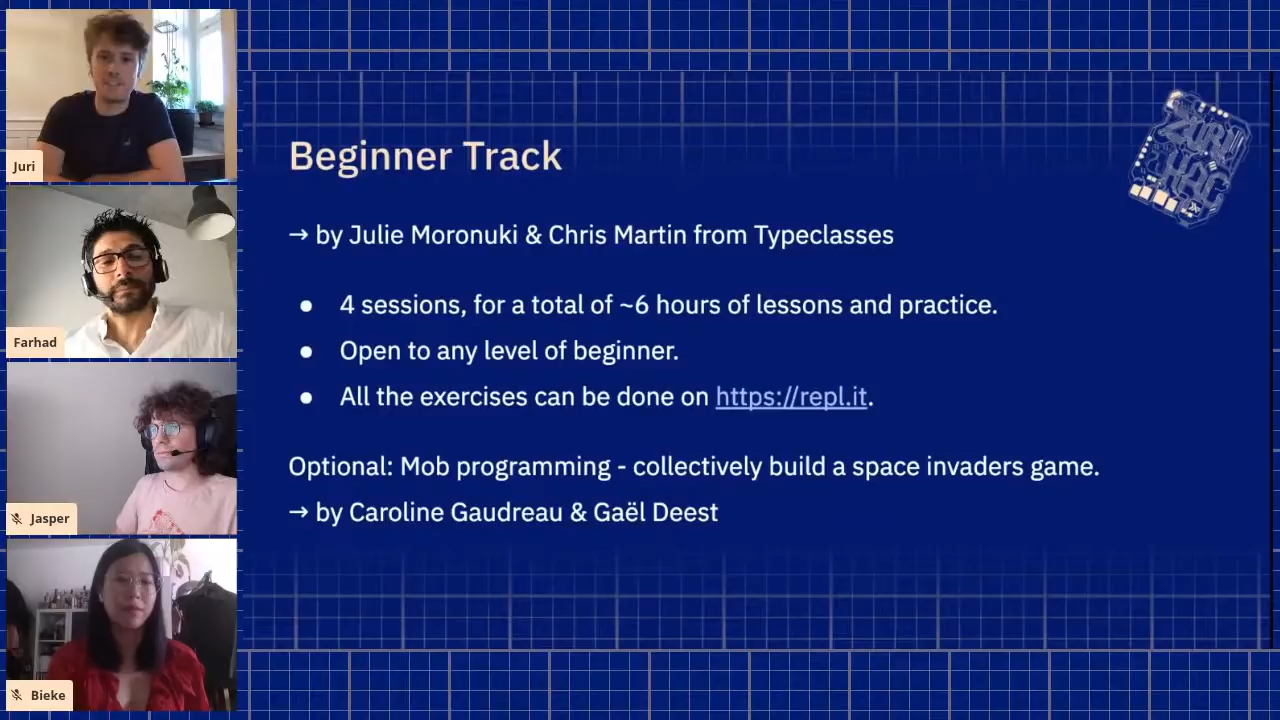 Juri
Farhad
Jasper
Bieke
ZURI
HAC
Beginner Track
→ by Julie Moronuki & Chris Martin from Typeclasses
● 4 sessions, for a total of ~6 hours of lessons and practice.
● Open to any level of beginner.
● All the exercises can be done on https://repl.it.
Optional: Mob programming - collectively build a space invaders game.
→ by Caroline Gaudreau & Gaël Deest